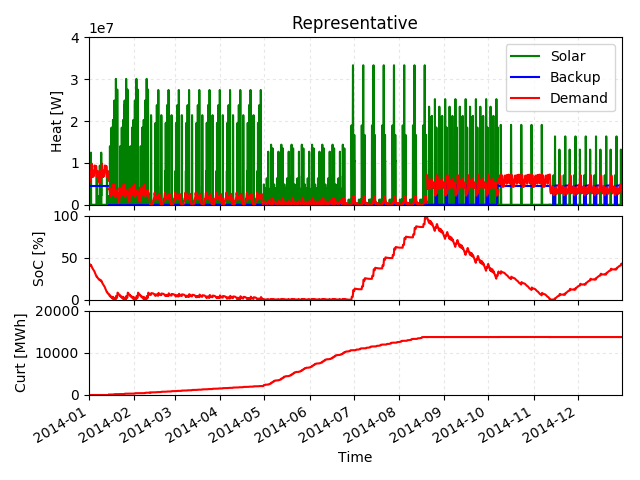 Representative
1e7
4
3
2
1
0
Heat [W]
Solar
Backup
Demand
100
50
0
SoC [%]
20000
10000
0
Curt [MWh]
2014-01
2014-02
2014-03
2014-04
2014-05
2014-06
2014-07
2014-08
2014-09
2014-10
2014-11
2014-12
Time